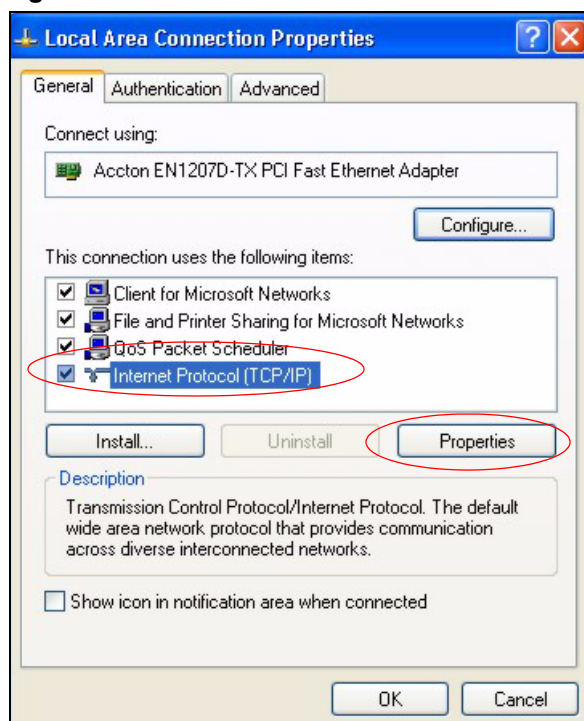 Local Area Connection Properties
General Authentication Advanced
Connect using:
Accton EN1207D-TX PCI Fast Ethernet Adapter
Configure...
This connection uses the following items:
Client for Microsoft Networks
File and Printer Sharing for Microsoft Networks
QoS Packet Scheduler
Internet Protocol (TCP/IP)
Install... Uninstall Properties
Description
Transmission Control Protocol/Internet Protocol. The default
wide area network protocol that provides communication
across diverse interconnected networks.
Show icon in notification area when connected
OK Cancel